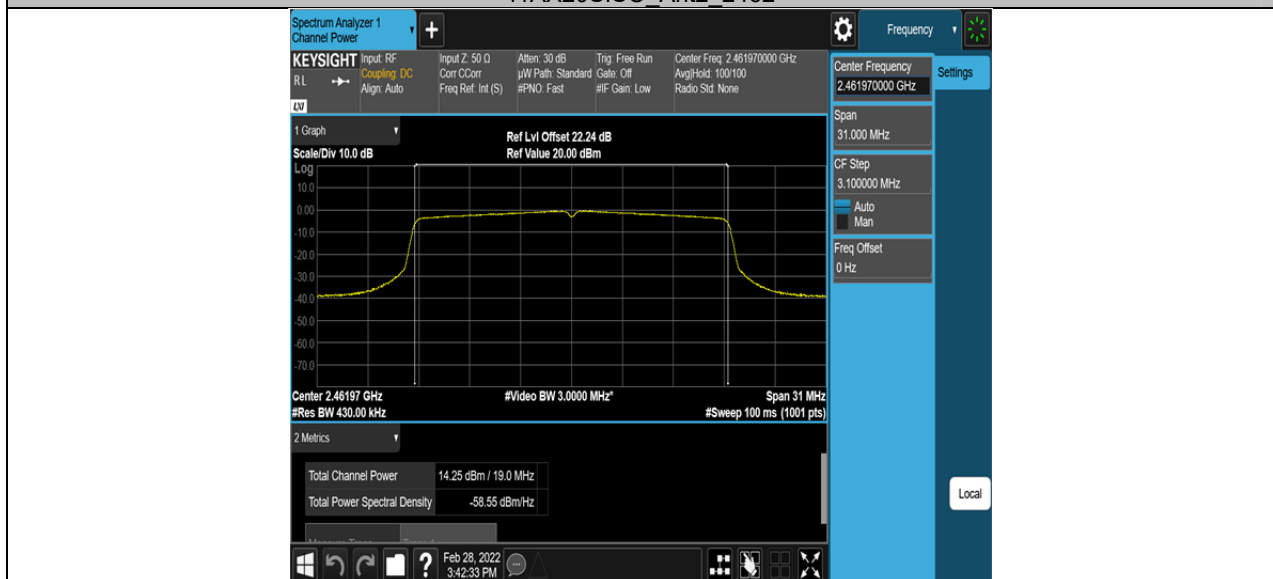 Spectrum Analyzer 1
Channel Power
+
Frequency
KEYSIGHT
RL
LXI
Input: RF
Coupling: DC
Align: Auto
Input Z: 50 Ω
Corr CCorr
Freq Ref: Int (S)
Atten: 30 dB
µW Path: Standard
#PNO: Fast
Trig: Free Run
Gate: Off
#IF Gain: Low
Center Freq: 2.461970000 GHz
Avg|Hold: 100/100
Radio Std: None
Center Frequency
2.461970000 GHz
Settings
Span
31.000 MHz
CF Step
3.100000 MHz
Auto
Man
Freq Offset
0 Hz
Local
1 Graph
Scale/Div 10.0 dB
Ref Lvl Offset 22.24 dB
Ref Value 20.00 dBm
Log
10.0
0.00
-10.0
-20.0
-30.0
-40.0
-50.0
-60.0
-70.0
Center 2.46197 GHz
#Video BW 3.0000 MHz*
Span 31 MHz
#Res BW 430.00 kHz
#Sweep 100 ms (1001 pts)
2 Metrics
Total Channel Power 14.25 dBm / 19.0 MHz
Total Power Spectral Density -58.55 dBm/Hz
?
Feb 28, 2022
3:42:33 PM